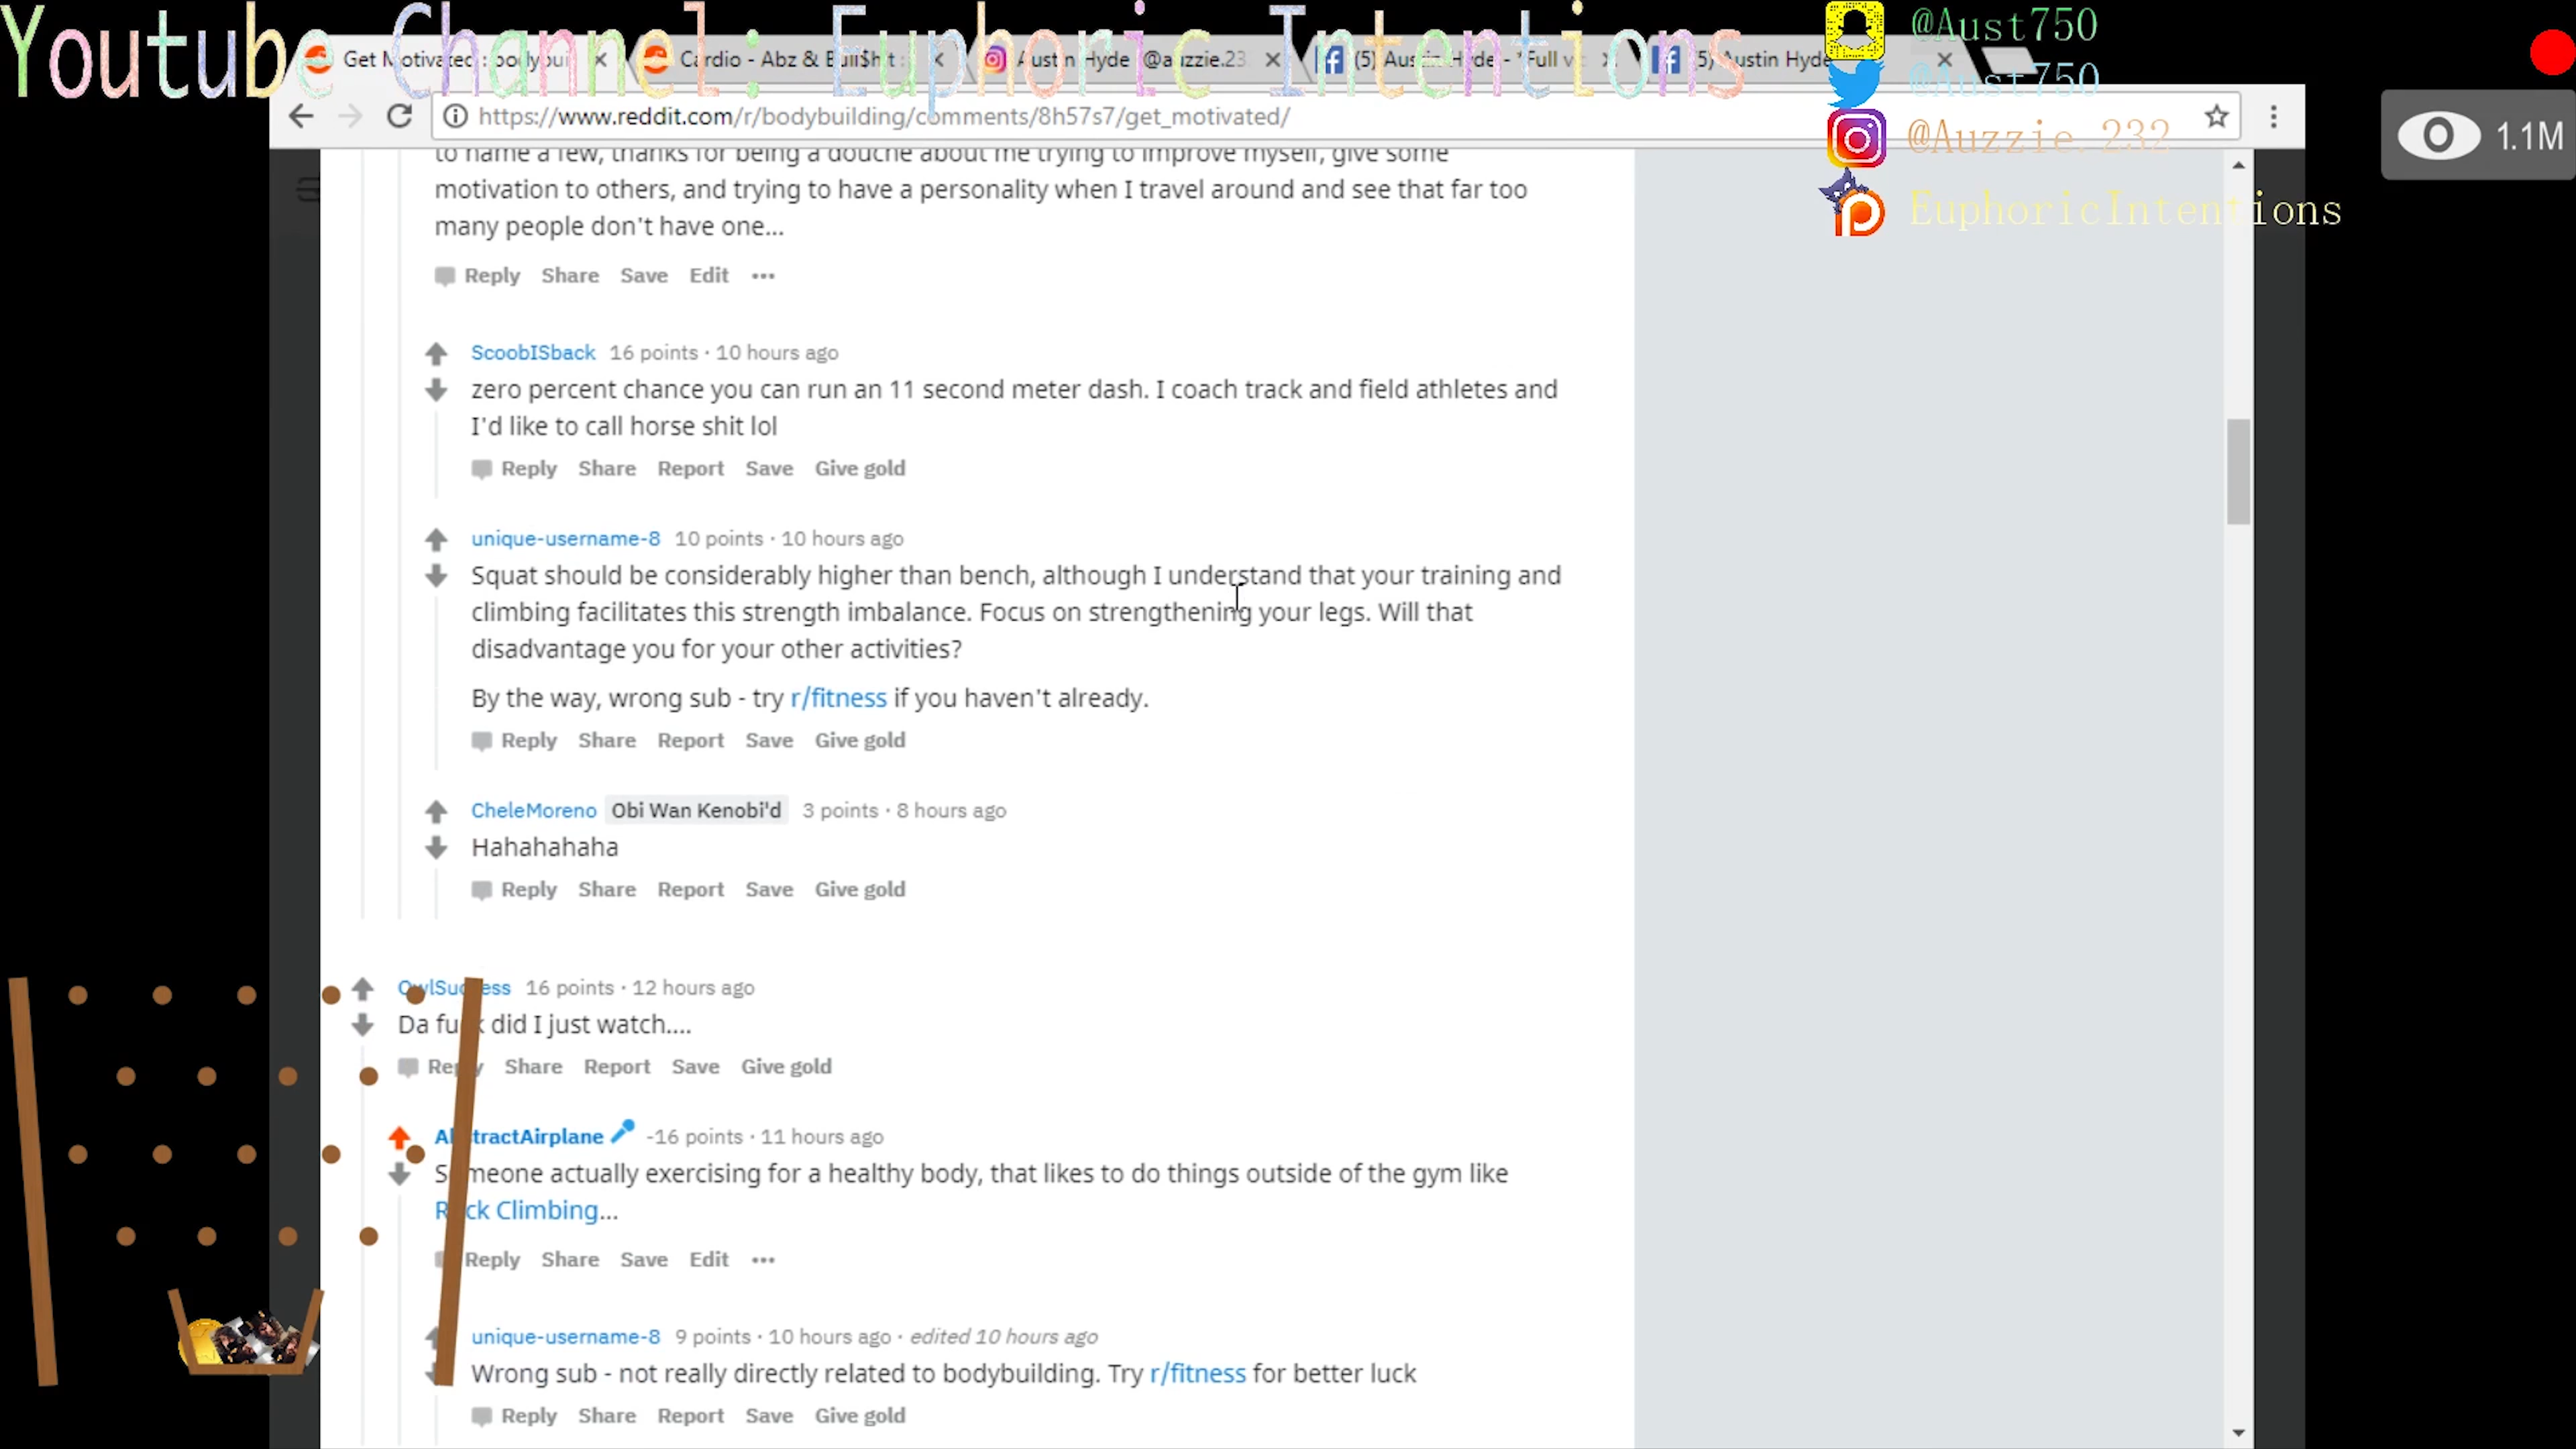 Youtube Channel: Euphoric Intentions
@Aust750
@Aust750
@Auzzie.232
EuphoricIntentions
1.1M
Get Motivated : bodybui
Cardio - Abz & Bull$hit :
Austin Hyde (@auzzie.23
(5) Austin Hyde - *Full v
(5) Austin Hyde
https://www.reddit.com/r/bodybuilding/comments/8h57s7/get_motivated/
to name a few, thanks for being a douche about me trying to improve myself, give some
motivation to others, and trying to have a personality when I travel around and see that far too
many people don't have one...
Reply Share Save Edit ···
ScoobISback 16 points · 10 hours ago
zero percent chance you can run an 11 second meter dash. I coach track and field athletes and
I'd like to call horse shit lol
Reply Share Report Save Give gold
unique-username-8 10 points · 10 hours ago
Squat should be considerably higher than bench, although I understand that your training and
climbing facilitates this strength imbalance. Focus on strengthening your legs. Will that
disadvantage you for your other activities?
By the way, wrong sub - try r/fitness if you haven't already.
Reply Share Report Save Give gold
CheleMoreno Obi Wan Kenobi'd 3 points · 8 hours ago
Hahahahaha
Reply Share Report Save Give gold
OwlSuccess 16 points · 12 hours ago
Da fuck did I just watch....
Reply Share Report Save Give gold
AbstractAirplane -16 points · 11 hours ago
Someone actually exercising for a healthy body, that likes to do things outside of the gym like
Rock Climbing...
Reply Share Save Edit ···
unique-username-8 9 points · 10 hours ago · edited 10 hours ago
Wrong sub - not really directly related to bodybuilding. Try r/fitness for better luck
Reply Share Report Save Give gold